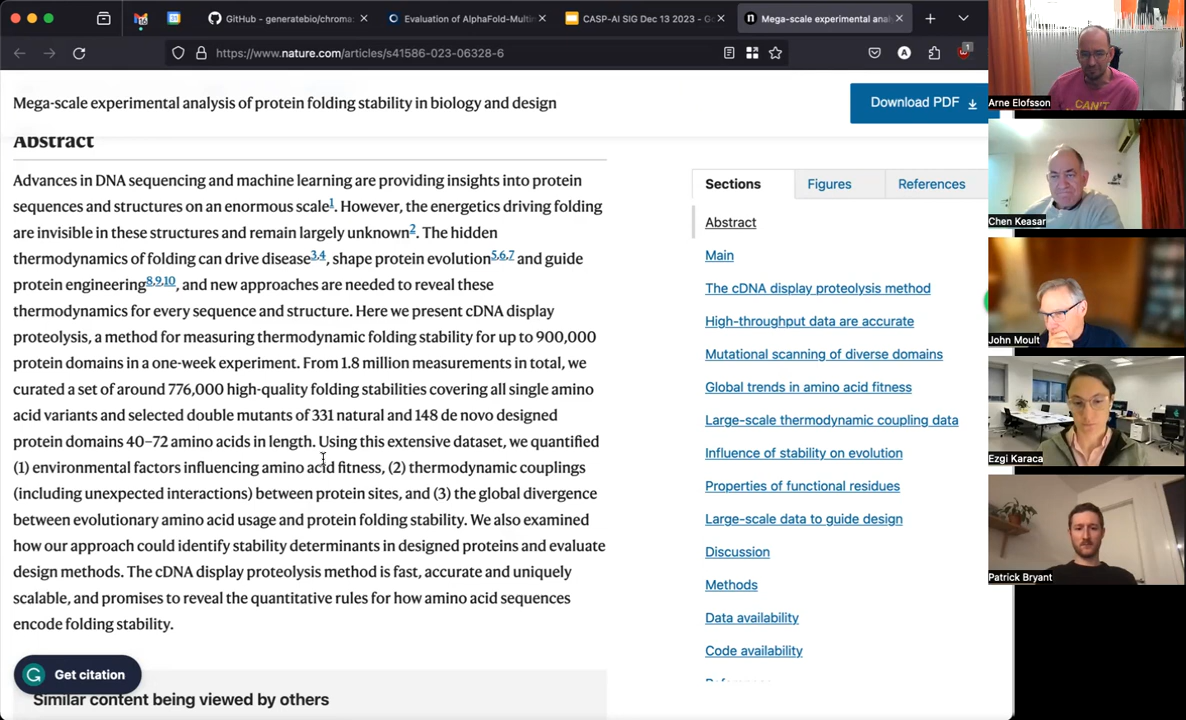 GitHub - generatebio/chroma:
Evaluation of AlphaFold-Multim
CASP-AI SIG Dec 13 2023 - Go
Mega-scale experimental anal
https://www.nature.com/articles/s41586-023-06328-6
A
1
Mega-scale experimental analysis of protein folding stability in biology and design
Download PDF
Abstract
Advances in DNA sequencing and machine learning are providing insights into protein
sequences and structures on an enormous scale1. However, the energetics driving folding
are invisible in these structures and remain largely unknown2. The hidden
thermodynamics of folding can drive disease3,4, shape protein evolution5,6,7 and guide
protein engineering8,9,10, and new approaches are needed to reveal these
thermodynamics for every sequence and structure. Here we present cDNA display
proteolysis, a method for measuring thermodynamic folding stability for up to 900,000
protein domains in a one-week experiment. From 1.8 million measurements in total, we
curated a set of around 776,000 high-quality folding stabilities covering all single amino
acid variants and selected double mutants of 331 natural and 148 de novo designed
protein domains 40–72 amino acids in length. Using this extensive dataset, we quantified
(1) environmental factors influencing amino acid fitness, (2) thermodynamic couplings
(including unexpected interactions) between protein sites, and (3) the global divergence
between evolutionary amino acid usage and protein folding stability. We also examined
how our approach could identify stability determinants in designed proteins and evaluate
design methods. The cDNA display proteolysis method is fast, accurate and uniquely
scalable, and promises to reveal the quantitative rules for how amino acid sequences
encode folding stability.
Get citation
Similar content being viewed by others
Sections
Figures
References
Abstract
Main
The cDNA display proteolysis method
High-throughput data are accurate
Mutational scanning of diverse domains
Global trends in amino acid fitness
Large-scale thermodynamic coupling data
Influence of stability on evolution
Properties of functional residues
Large-scale data to guide design
Discussion
Methods
Data availability
Code availability
CAN'T
Arne Elofsson
Chen Keasar
John Moult
Ezgi Karaca
Patrick Bryant